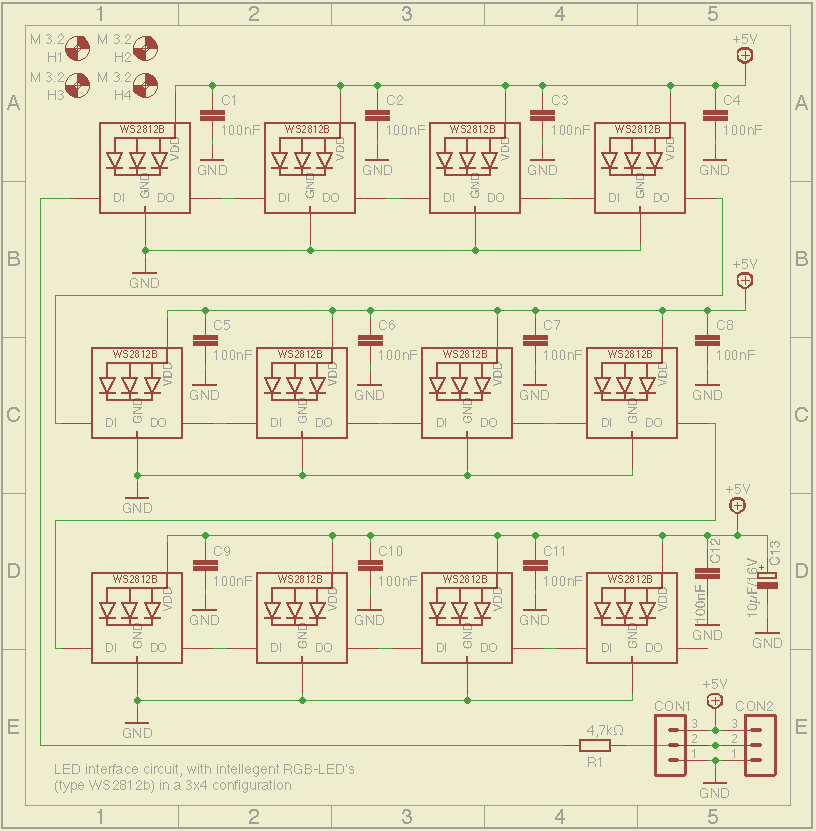 1 2 3 4 5
M 3.2 M 3.2
H1 H2
M 3.2 M 3.2
H3 H4
+5V
A A
C1 C2 C3 C4
100nF 100nF 100nF 100nF
WS2812B WS2812B WS2812B WS2812B
VDD VDD VDD VDD
GND GND GND GND
GND GND GND GND
DI DO DI DO DI DO DI DO
B B
GND
+5V
C5 C6 C7 C8
100nF 100nF 100nF 100nF
WS2812B WS2812B WS2812B WS2812B
VDD VDD VDD VDD
GND GND GND GND
C C
GND GND GND GND
DI DO DI DO DI DO DI DO
GND
+5V
C9 C10 C11 C12 C13
100nF 100nF 100nF 100nF 10µF/16V
+
D D
WS2812B WS2812B WS2812B WS2812B
VDD VDD VDD VDD
GND GND GND GND GND
GND GND GND GND
DI DO DI DO DI DO DI DO
GND
+5V
E E
CON1 CON2
3 3
2 2
1 1
4,7kΩ
R1
GND
LED interface circuit, with intellegent RGB-LED's
(type WS2812b) in a 3x4 configuration
1 2 3 4 5